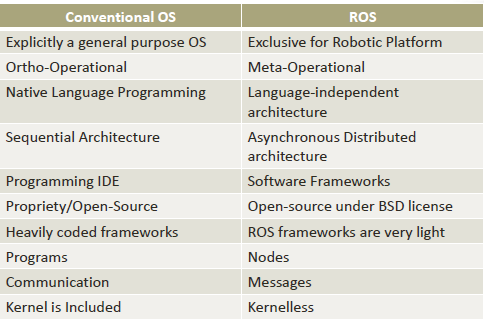 Conventional OS ROS
Explicitly a general purpose OS Exclusive for Robotic Platform
Ortho-Operational Meta-Operational
Native Language Programming Language-independent
architecture
Sequential Architecture Asynchronous Distributed
architecture
Programming IDE Software Frameworks
Propriety/Open-Source Open-source under BSD license
Heavily coded frameworks ROS frameworks are very light
Programs Nodes
Communication Messages
Kernel is Included Kernelless